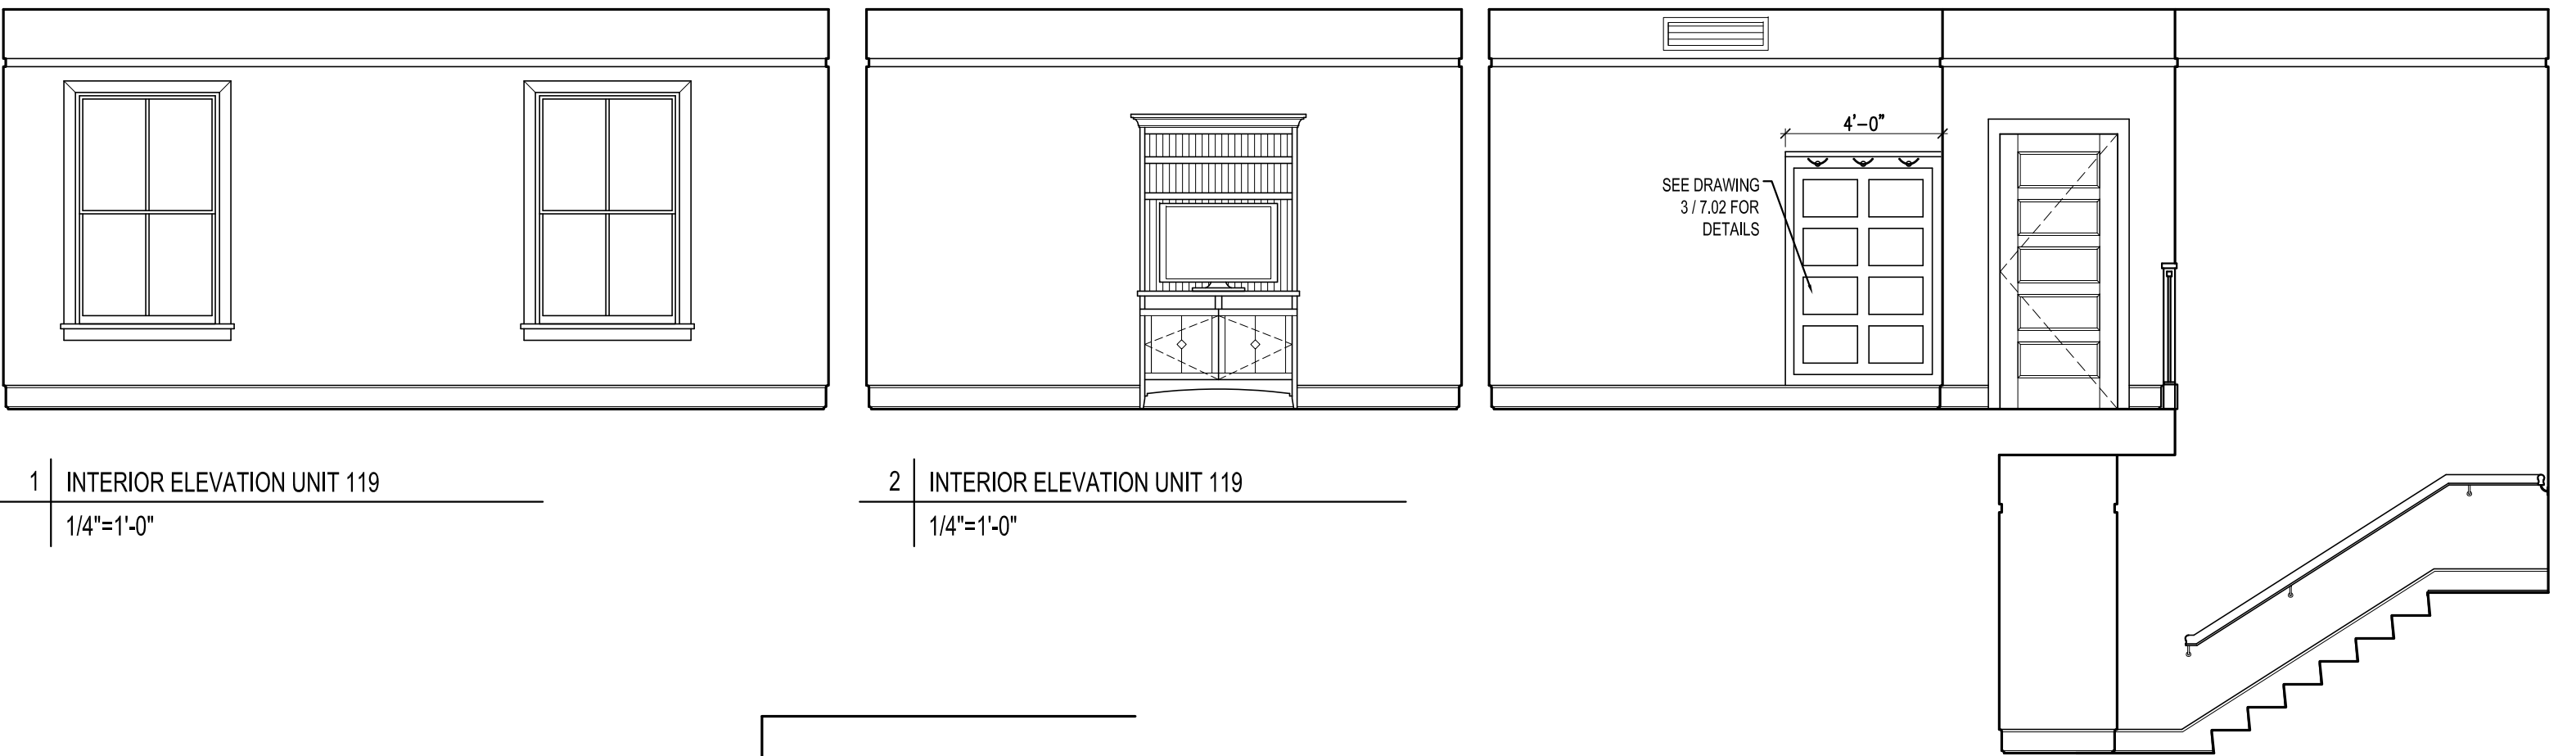 4'-0"
SEE DRAWING
3 / 7.02 FOR
DETAILS
1
INTERIOR ELEVATION UNIT 119
1/4"=1'-0"
2
INTERIOR ELEVATION UNIT 119
1/4"=1'-0"